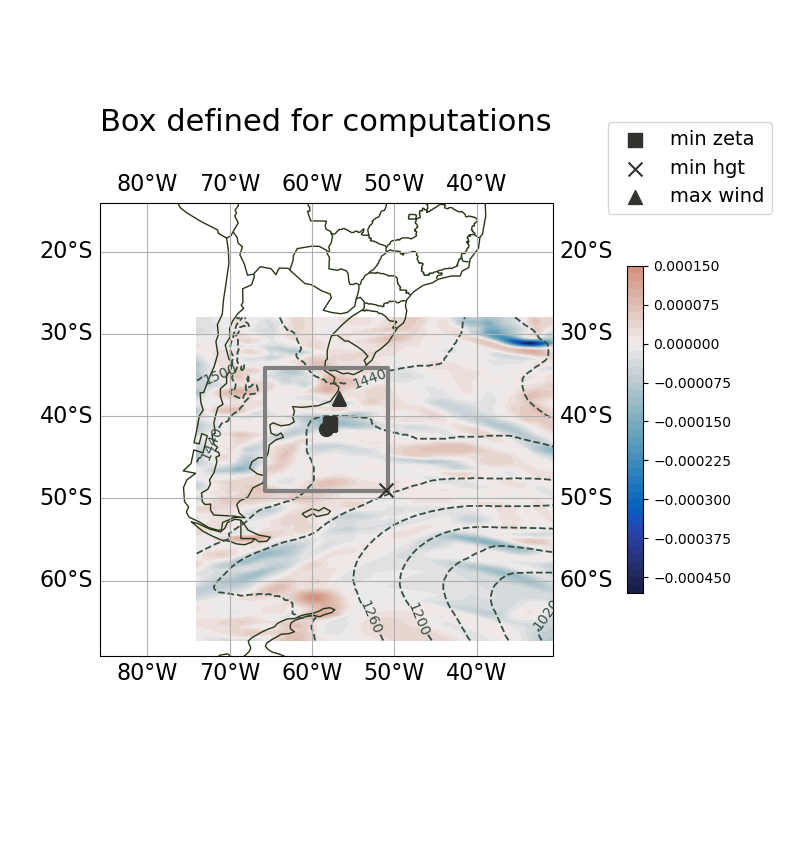 Box defined for computations
min zeta
min hgt
max wind
80°W 70°W 60°W 50°W 40°W
20°S 20°S
30°S 30°S
40°S 40°S
50°S 50°S
60°S 60°S
1500
1440
1440
1260
1200
1020
80°W 70°W 60°W 50°W 40°W
0.000150
0.000075
0.000000
−0.000075
−0.000150
−0.000225
−0.000300
−0.000375
−0.000450